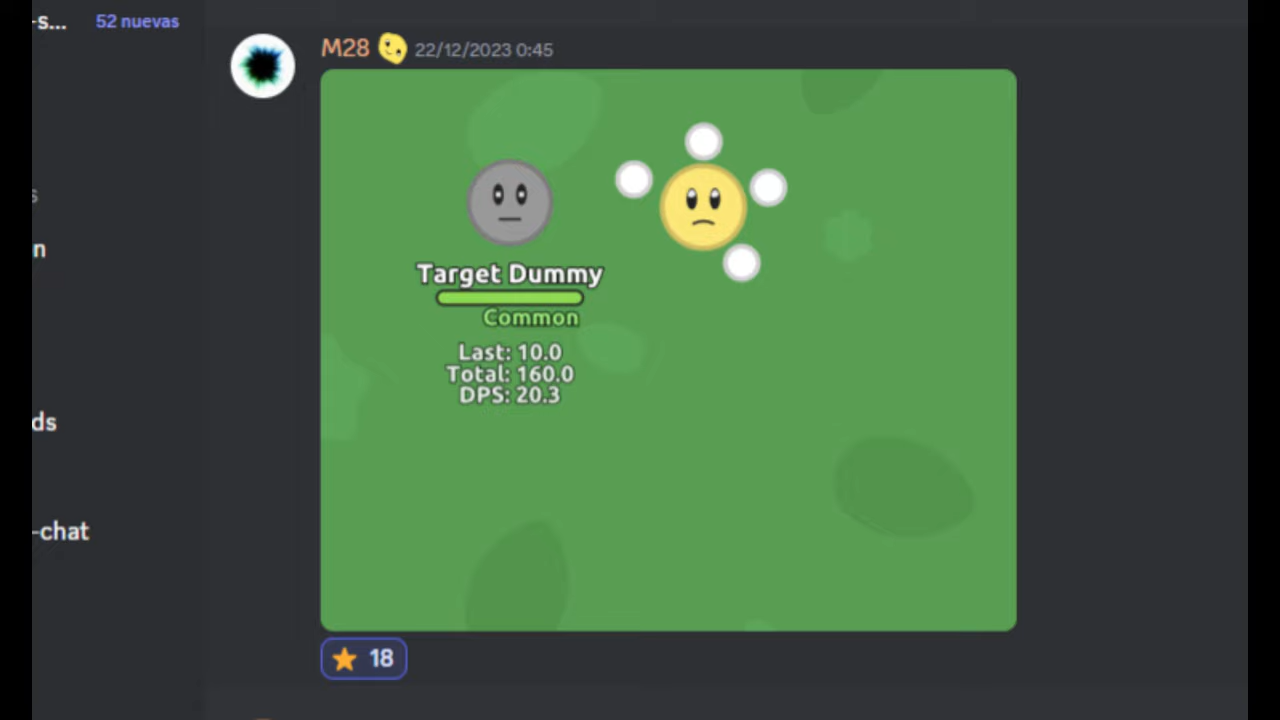 -s... 52 nuevas
M28 22/12/2023 0:45
s
n
Target Dummy
Common
Last: 10.0
Total: 160.0
DPS: 20.3
ds
-chat
18